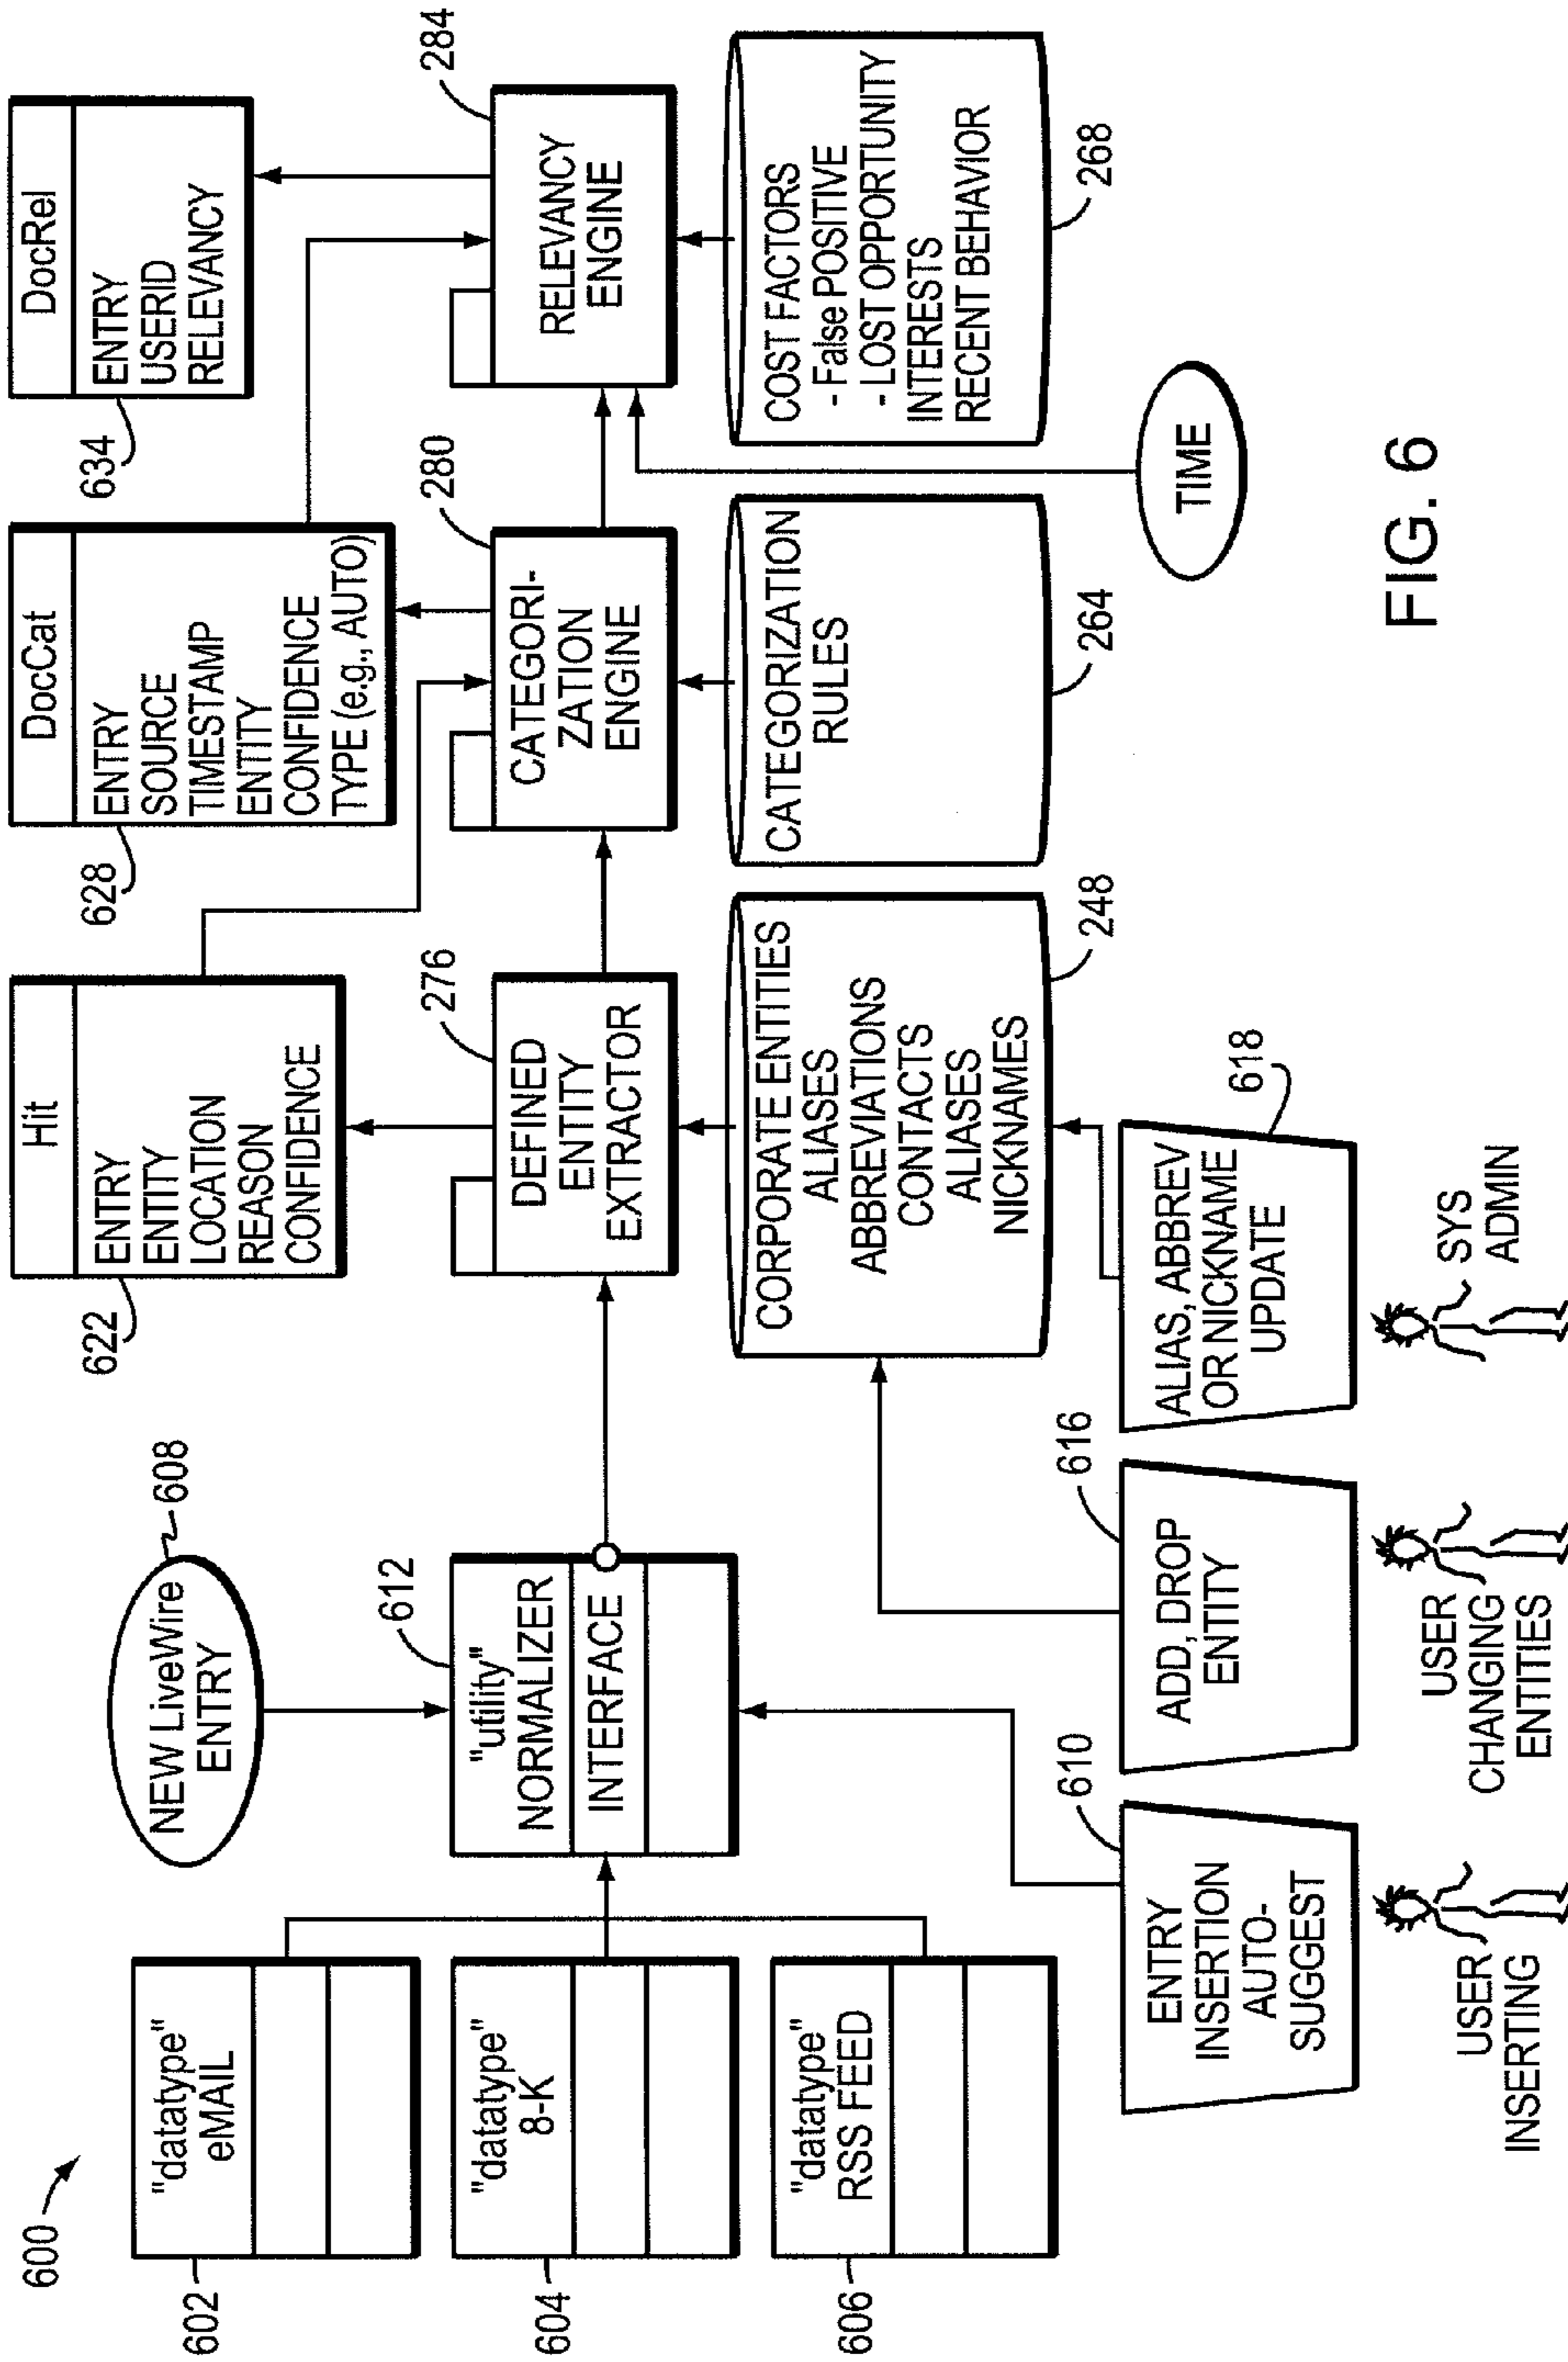 600
602
"datatype"
eMAIL
604
"datatype"
8-K
606
"datatype"
RSS FEED
NEW LiveWire
ENTRY
608
612
"utility"
NORMALIZER
INTERFACE
610
ENTRY
INSERTION
AUTO-
SUGGEST
USER
INSERTING
616
ADD, DROP
ENTITY
USER
CHANGING
ENTITIES
618
ALIAS, ABBREV
OR NICKNAME
UPDATE
SYS
ADMIN
622
Hit
ENTRY
ENTITY
LOCATION
REASON
CONFIDENCE
276
DEFINED
ENTITY
EXTRACTOR
248
CORPORATE ENTITIES
ALIASES
ABBREVIATIONS
CONTACTS
ALIASES
NICKNAMES
628
DocCat
ENTRY
SOURCE
TIMESTAMP
ENTITY
CONFIDENCE
TYPE (e.g., AUTO)
280
CATEGORI-
ZATION
ENGINE
264
CATEGORIZATION
RULES
634
DocRel
ENTRY
USERID
RELEVANCY
284
RELEVANCY
ENGINE
268
COST FACTORS
- False POSITIVE
- LOST OPPORTUNITY
INTERESTS
RECENT BEHAVIOR
TIME
FIG. 6